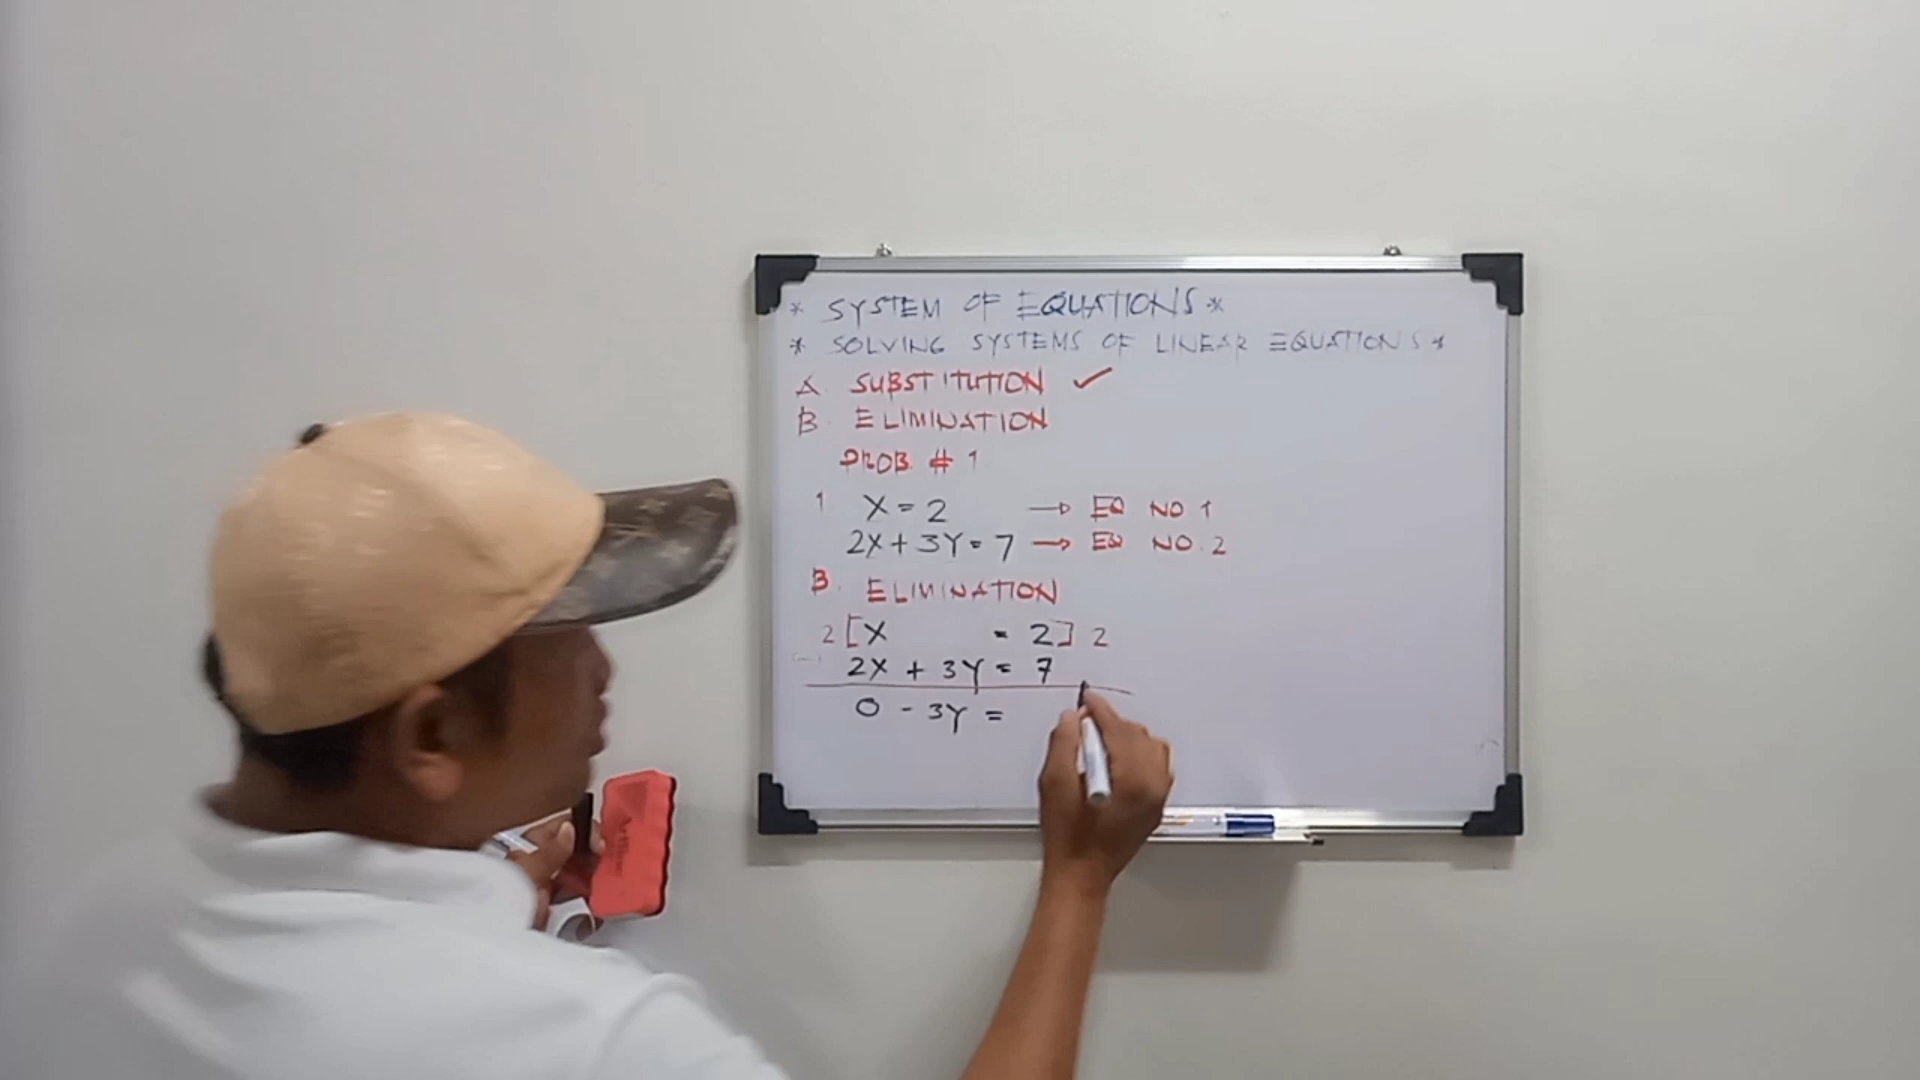 * SYSTEM OF EQUATIONS *
* SOLVING SYSTEMS OF LINEAR EQUATIONS *
A. SUBSTITUTION ✓
B. ELIMINATION
PROB. # 1
1 X = 2 → EQ NO 1
2X + 3Y = 7 → EQ NO. 2
B. ELIMINATION
2 [X = 2] 2
(-) 2X + 3Y = 7
0 - 3Y =